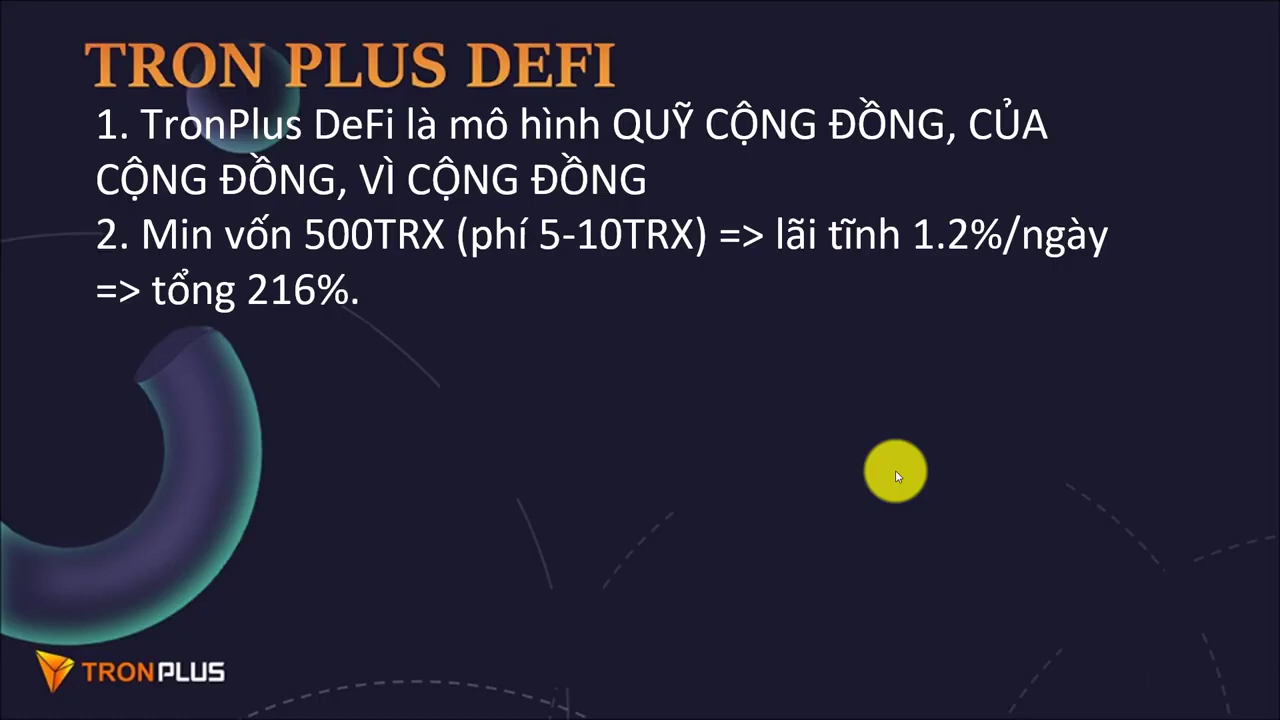 TRON PLUS DEFI
1. TronPlus DeFi là mô hình QUỸ CỘNG ĐỒNG, CỦA
CỘNG ĐỒNG, VÌ CỘNG ĐỒNG
2. Min vốn 500TRX (phí 5-10TRX) => lãi tĩnh 1.2%/ngày
=> tổng 216%.
TRONPLUS